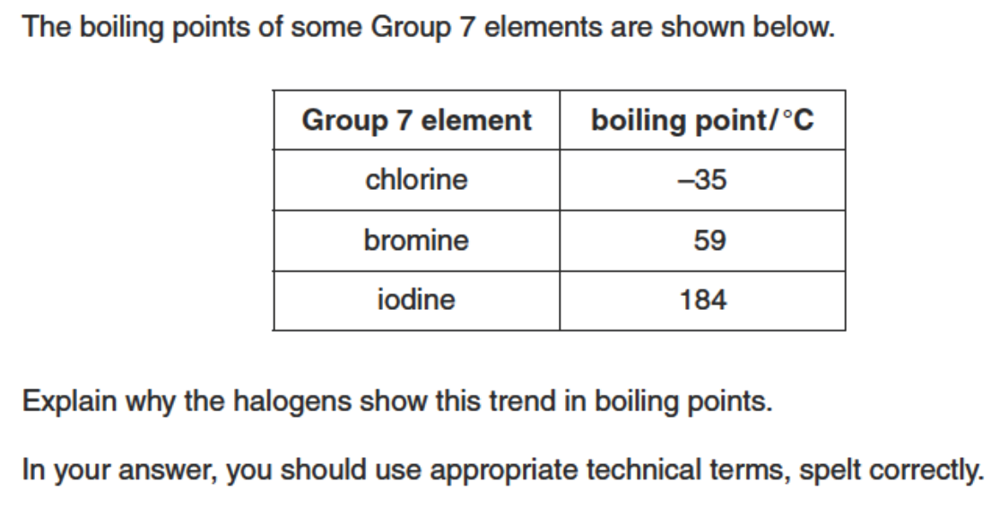 The boiling points of some Group 7 elements are shown below.
Group 7 element boiling point/°C
chlorine –35
bromine 59
iodine 184
Explain why the halogens show this trend in boiling points.
In your answer, you should use appropriate technical terms, spelt correctly.